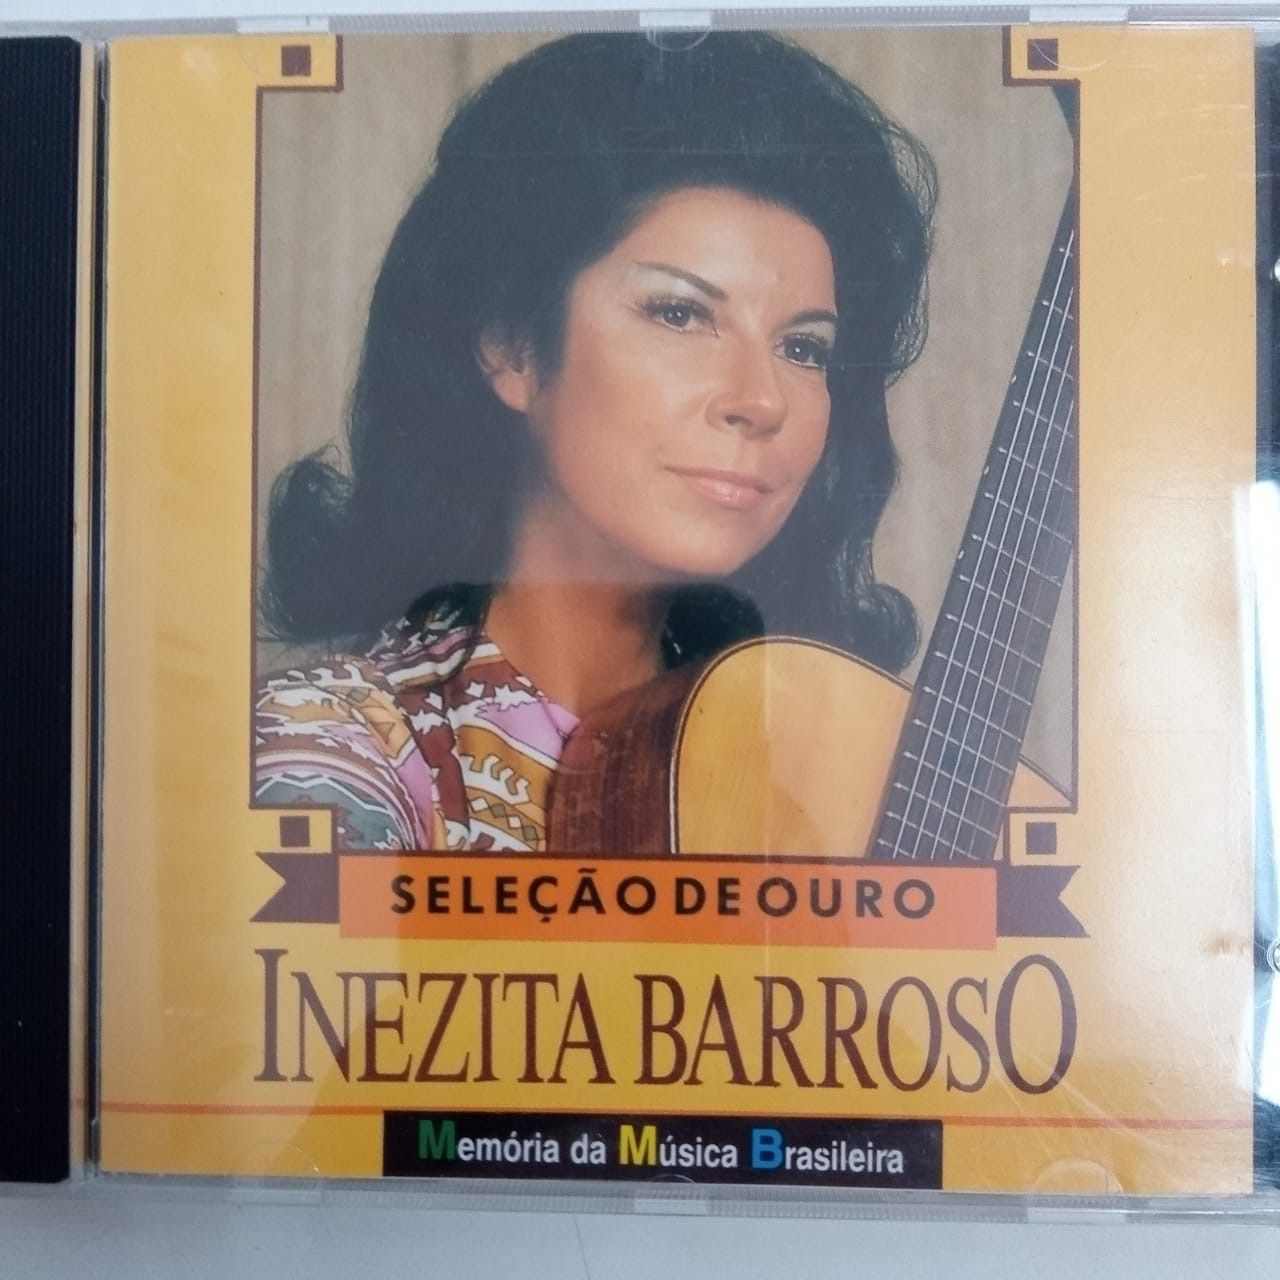 SELEÇÃO DE OURO
INEZITA BARROSO
Memória da Música Brasileira